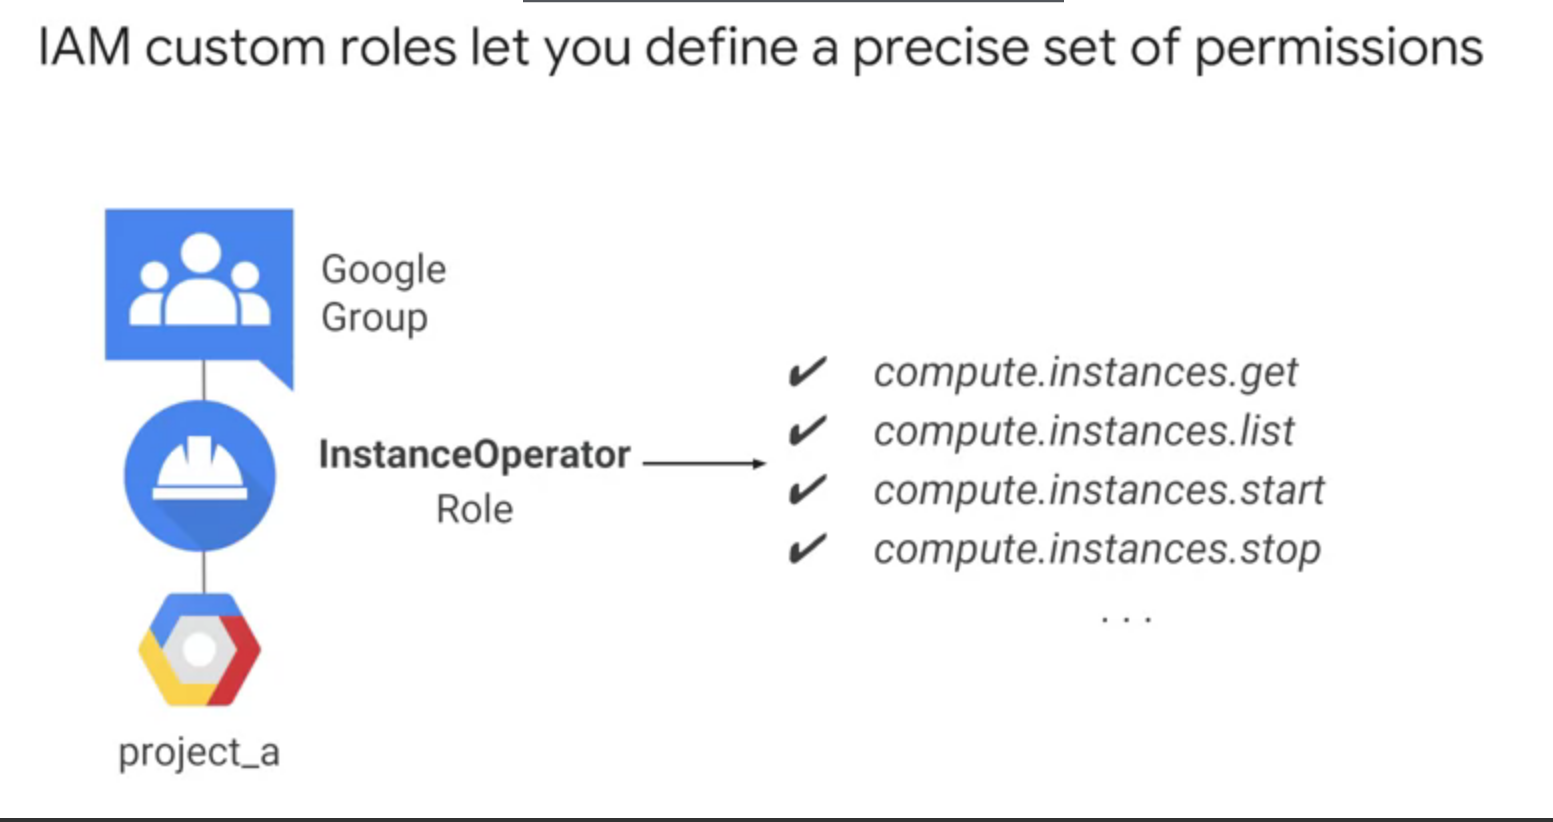 IAM custom roles let you define a precise set of permissions
Google
Group
InstanceOperator
Role
✔ compute.instances.get
✔ compute.instances.list
✔ compute.instances.start
✔ compute.instances.stop
. . .
project_a